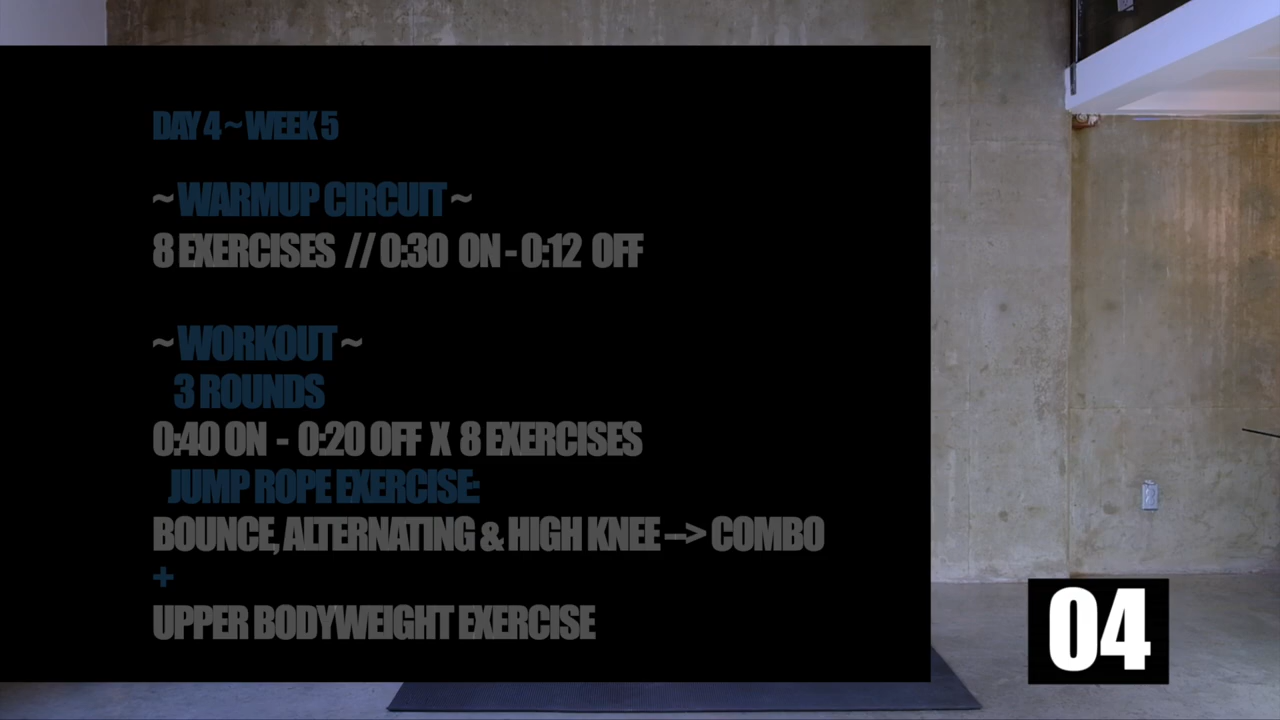 DAY 4 ~ WEEK 5
~ WARMUP CIRCUIT ~
8 EXERCISES // 0:30 ON - 0:12 OFF
~ WORKOUT ~
3 ROUNDS
0:40 ON - 0:20 OFF X 8 EXERCISES
JUMP ROPE EXERCISE:
BOUNCE, ALTERNATING & HIGH KNEE --> COMBO
+
UPPER BODYWEIGHT EXERCISE
04